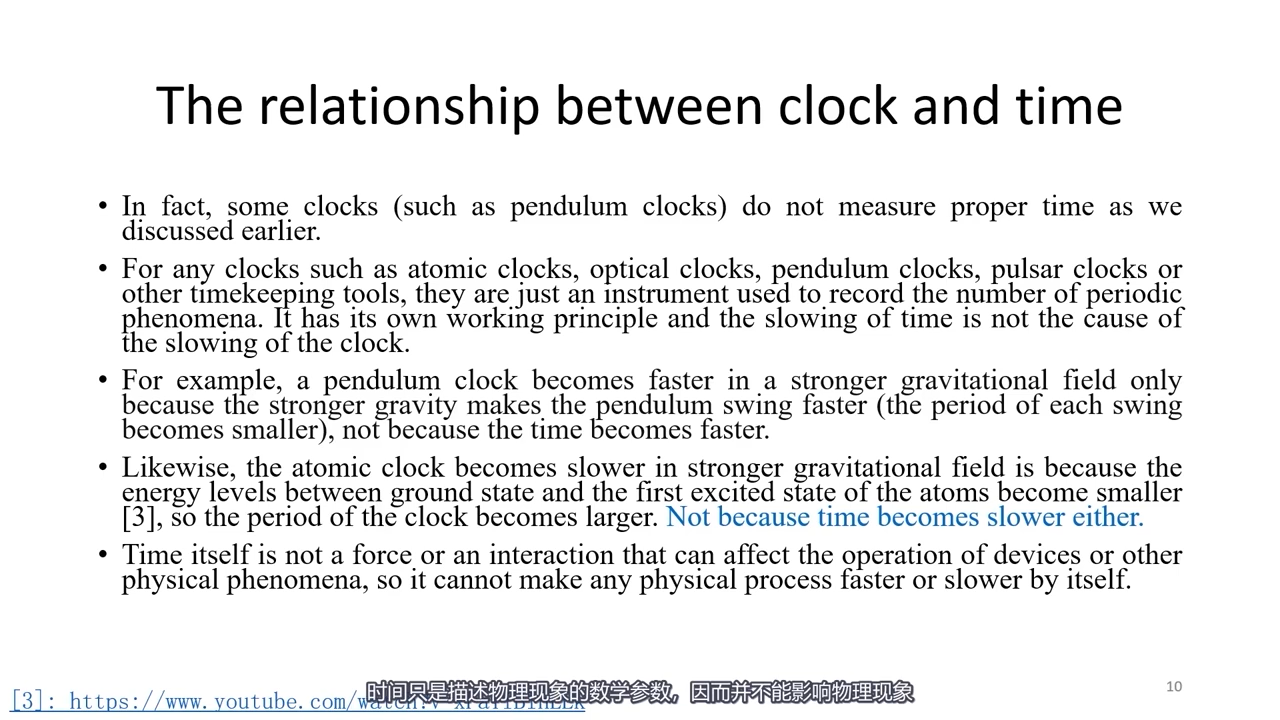 The relationship between clock and time
• In fact, some clocks (such as pendulum clocks) do not measure proper time as we
discussed earlier.
• For any clocks such as atomic clocks, optical clocks, pendulum clocks, pulsar clocks or
other timekeeping tools, they are just an instrument used to record the number of periodic
phenomena. It has its own working principle and the slowing of time is not the cause of
the slowing of the clock.
• For example, a pendulum clock becomes faster in a stronger gravitational field only
because the stronger gravity makes the pendulum swing faster (the period of each swing
becomes smaller), not because the time becomes faster.
• Likewise, the atomic clock becomes slower in stronger gravitational field is because the
energy levels between ground state and the first excited state of the atoms become smaller
[3], so the period of the clock becomes larger. Not because time becomes slower either.
• Time itself is not a force or an interaction that can affect the operation of devices or other
physical phenomena, so it cannot make any physical process faster or slower by itself.
[3]: https://www.youtube.com/
时间只是描述物理现象的数学参数，因而并不能影响物理现象
10